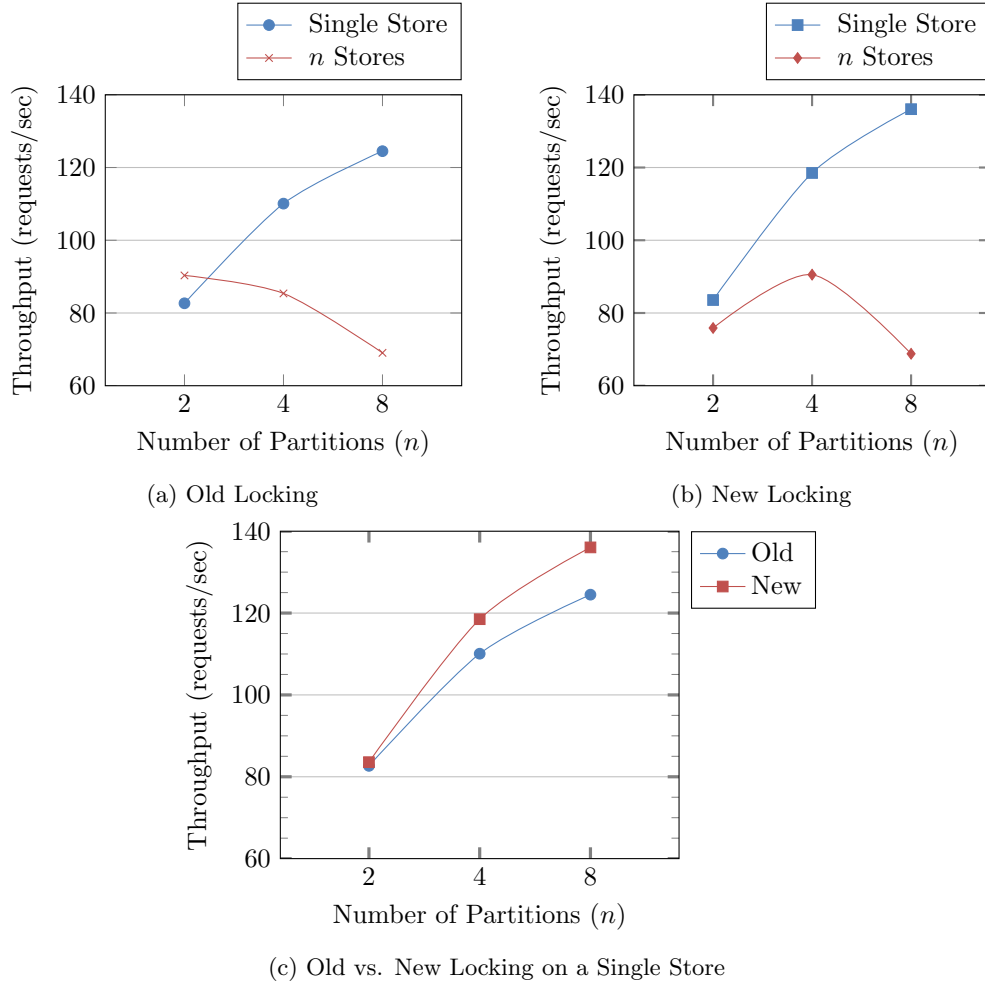 Single Store
n Stores
140
120
100
80
60
2 4 8
Throughput (requests/sec)
Number of Partitions (n)
(a) Old Locking
Single Store
n Stores
140
120
100
80
60
2 4 8
Throughput (requests/sec)
Number of Partitions (n)
(b) New Locking
Old
New
140
120
100
80
60
2 4 8
Throughput (requests/sec)
Number of Partitions (n)
(c) Old vs. New Locking on a Single Store